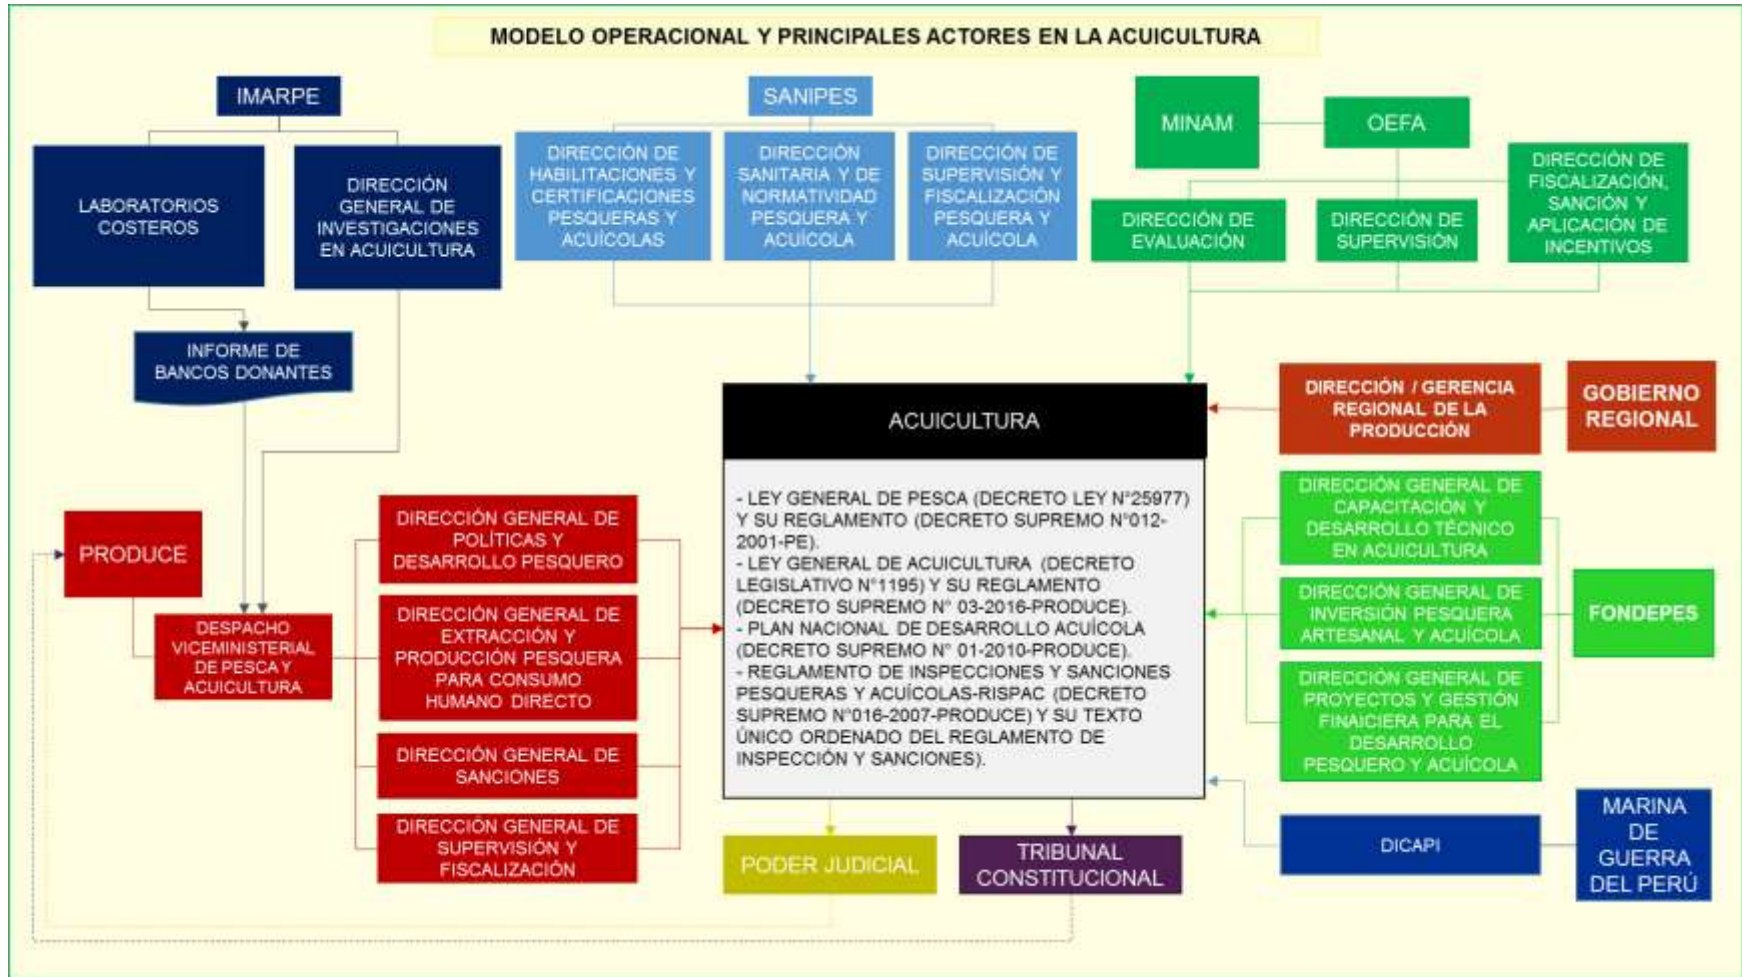 MODELO OPERACIONAL Y PRINCIPALES ACTORES EN LA ACUICULTURA
IMARPE
LABORATORIOS
COSTEROS
DIRECCIÓN
GENERAL DE
INVESTIGACIONES
EN ACUICULTURA
INFORME DE
BANCOS DONANTES
SANIPES
DIRECCIÓN DE
HABILITACIONES Y
CERTIFICACIONES
PESQUERAS Y
ACUÍCOLAS
DIRECCIÓN
SANITARIA Y DE
NORMATIVIDAD
PESQUERA Y
ACUÍCOLA
DIRECCIÓN DE
SUPERVISIÓN Y
FISCALIZACIÓN
PESQUERA Y
ACUÍCOLA
MINAM
OEFA
DIRECCIÓN DE
EVALUACIÓN
DIRECCIÓN DE
SUPERVISIÓN
DIRECCIÓN DE
FISCALIZACIÓN,
SANCIÓN Y
APLICACIÓN DE
INCENTIVOS
PRODUCE
DESPACHO
VICEMINISTERIAL
DE PESCA Y
ACUICULTURA
DIRECCIÓN GENERAL DE
POLÍTICAS Y
DESARROLLO PESQUERO
DIRECCIÓN GENERAL DE
EXTRACCIÓN Y
PRODUCCIÓN PESQUERA
PARA CONSUMO
HUMANO DIRECTO
DIRECCIÓN GENERAL DE
SANCIONES
DIRECCIÓN GENERAL DE
SUPERVISIÓN Y
FISCALIZACIÓN
ACUICULTURA
- LEY GENERAL DE PESCA (DECRETO LEY N°25977)
Y SU REGLAMENTO (DECRETO SUPREMO N°012-
2001-PE).
- LEY GENERAL DE ACUICULTURA (DECRETO
LEGISLATIVO N°1195) Y SU REGLAMENTO
(DECRETO SUPREMO N° 03-2016-PRODUCE).
- PLAN NACIONAL DE DESARROLLO ACUÍCOLA
(DECRETO SUPREMO N° 01-2010-PRODUCE).
- REGLAMENTO DE INSPECCIONES Y SANCIONES
PESQUERAS Y ACUÍCOLAS-RISPAC (DECRETO
SUPREMO N°016-2007-PRODUCE) Y SU TEXTO
ÚNICO ORDENADO DEL REGLAMENTO DE
INSPECCIÓN Y SANCIONES).
PODER JUDICIAL
TRIBUNAL
CONSTITUCIONAL
DIRECCIÓN / GERENCIA
REGIONAL DE LA
PRODUCCIÓN
GOBIERNO
REGIONAL
DIRECCIÓN GENERAL DE
CAPACITACIÓN Y
DESARROLLO TÉCNICO
EN ACUICULTURA
DIRECCIÓN GENERAL DE
INVERSIÓN PESQUERA
ARTESANAL Y ACUÍCOLA
DIRECCIÓN GENERAL DE
PROYECTOS Y GESTIÓN
FINAICIERA PARA EL
DESARROLLO
PESQUERO Y ACUÍCOLA
FONDEPES
DICAPI
MARINA
DE
GUERRA
DEL PERÚ